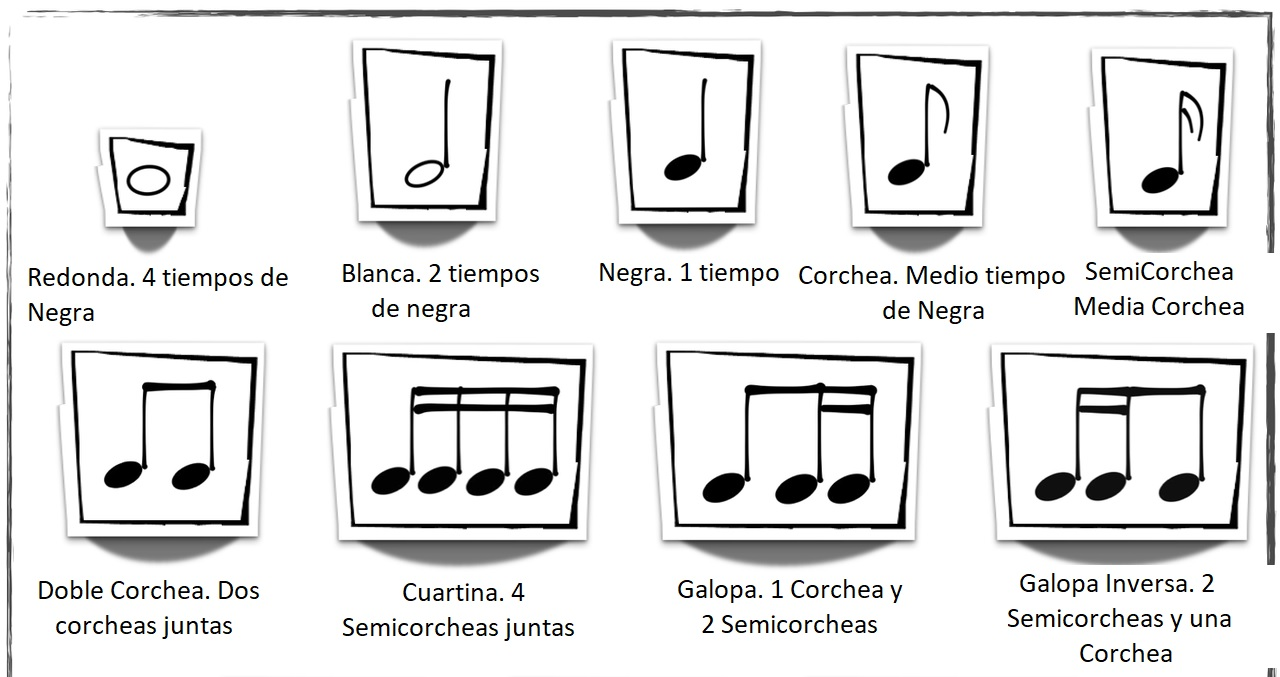 Redonda. 4 tiempos de
Negra
Blanca. 2 tiempos
de negra
Negra. 1 tiempo
Corchea. Medio tiempo
de Negra
SemiCorchea
Media Corchea
Doble Corchea. Dos
corcheas juntas
Cuartina. 4
Semicorcheas juntas
Galopa. 1 Corchea y
2 Semicorcheas
Galopa Inversa. 2
Semicorcheas y una
Corchea